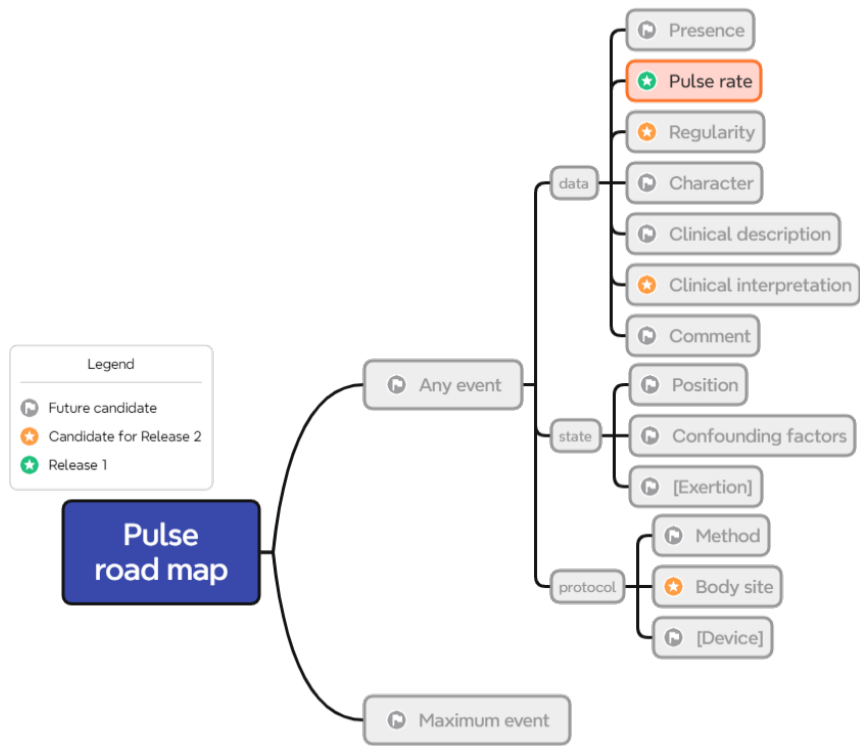 Presence
Pulse rate
Regularity
data
Character
Clinical description
Clinical interpretation
Comment
Legend
Future candidate
Candidate for Release 2
Release 1
Any event
Position
state
Confounding factors
[Exertion]
Pulse
road map
Method
protocol
Body site
[Device]
Maximum event